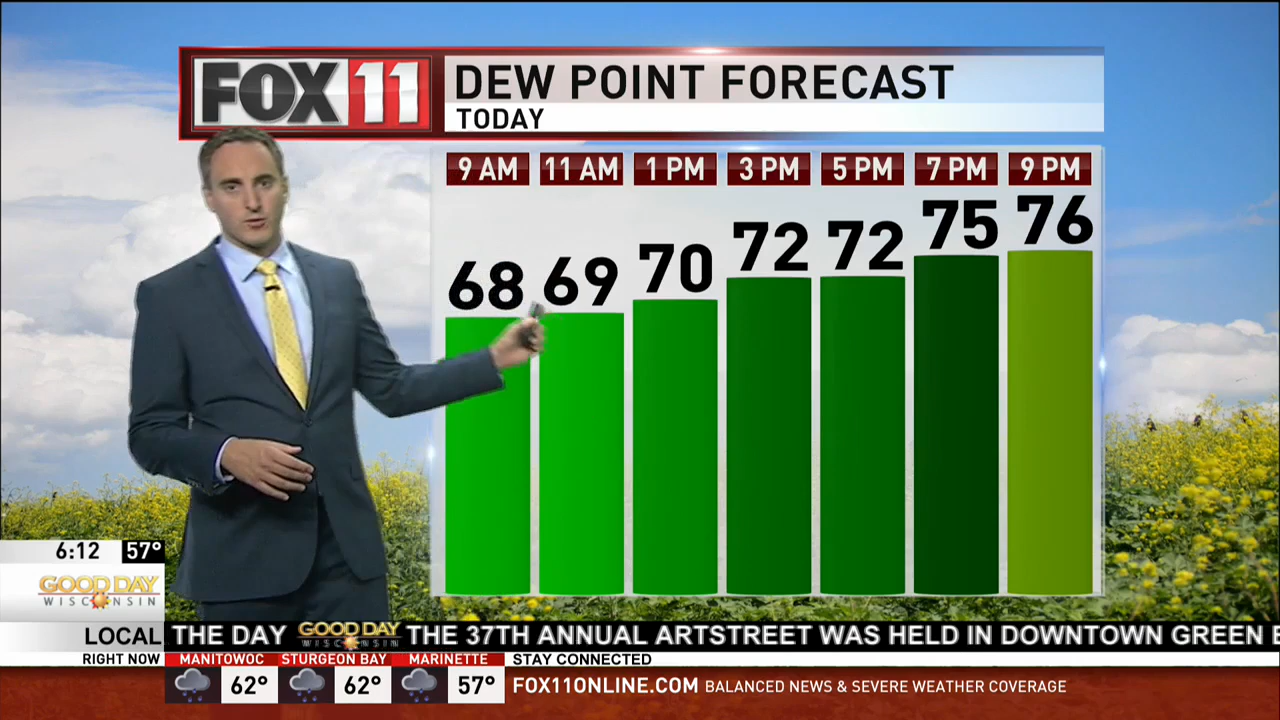 FOX 11
DEW POINT FORECAST
TODAY
9 AM 11 AM 1 PM 3 PM 5 PM 7 PM 9 PM
68 69 70 72 72 75 76
6:12 57°
GOOD DAY
WISCONSIN
LOCAL THE DAY GOOD DAY WISCONSIN THE 37TH ANNUAL ARTSTREET WAS HELD IN DOWNTOWN GREEN
RIGHT NOW MANITOWOC STURGEON BAY MARINETTE STAY CONNECTED
62° 62° 57° FOX11ONLINE.COM BALANCED NEWS & SEVERE WEATHER COVERAGE